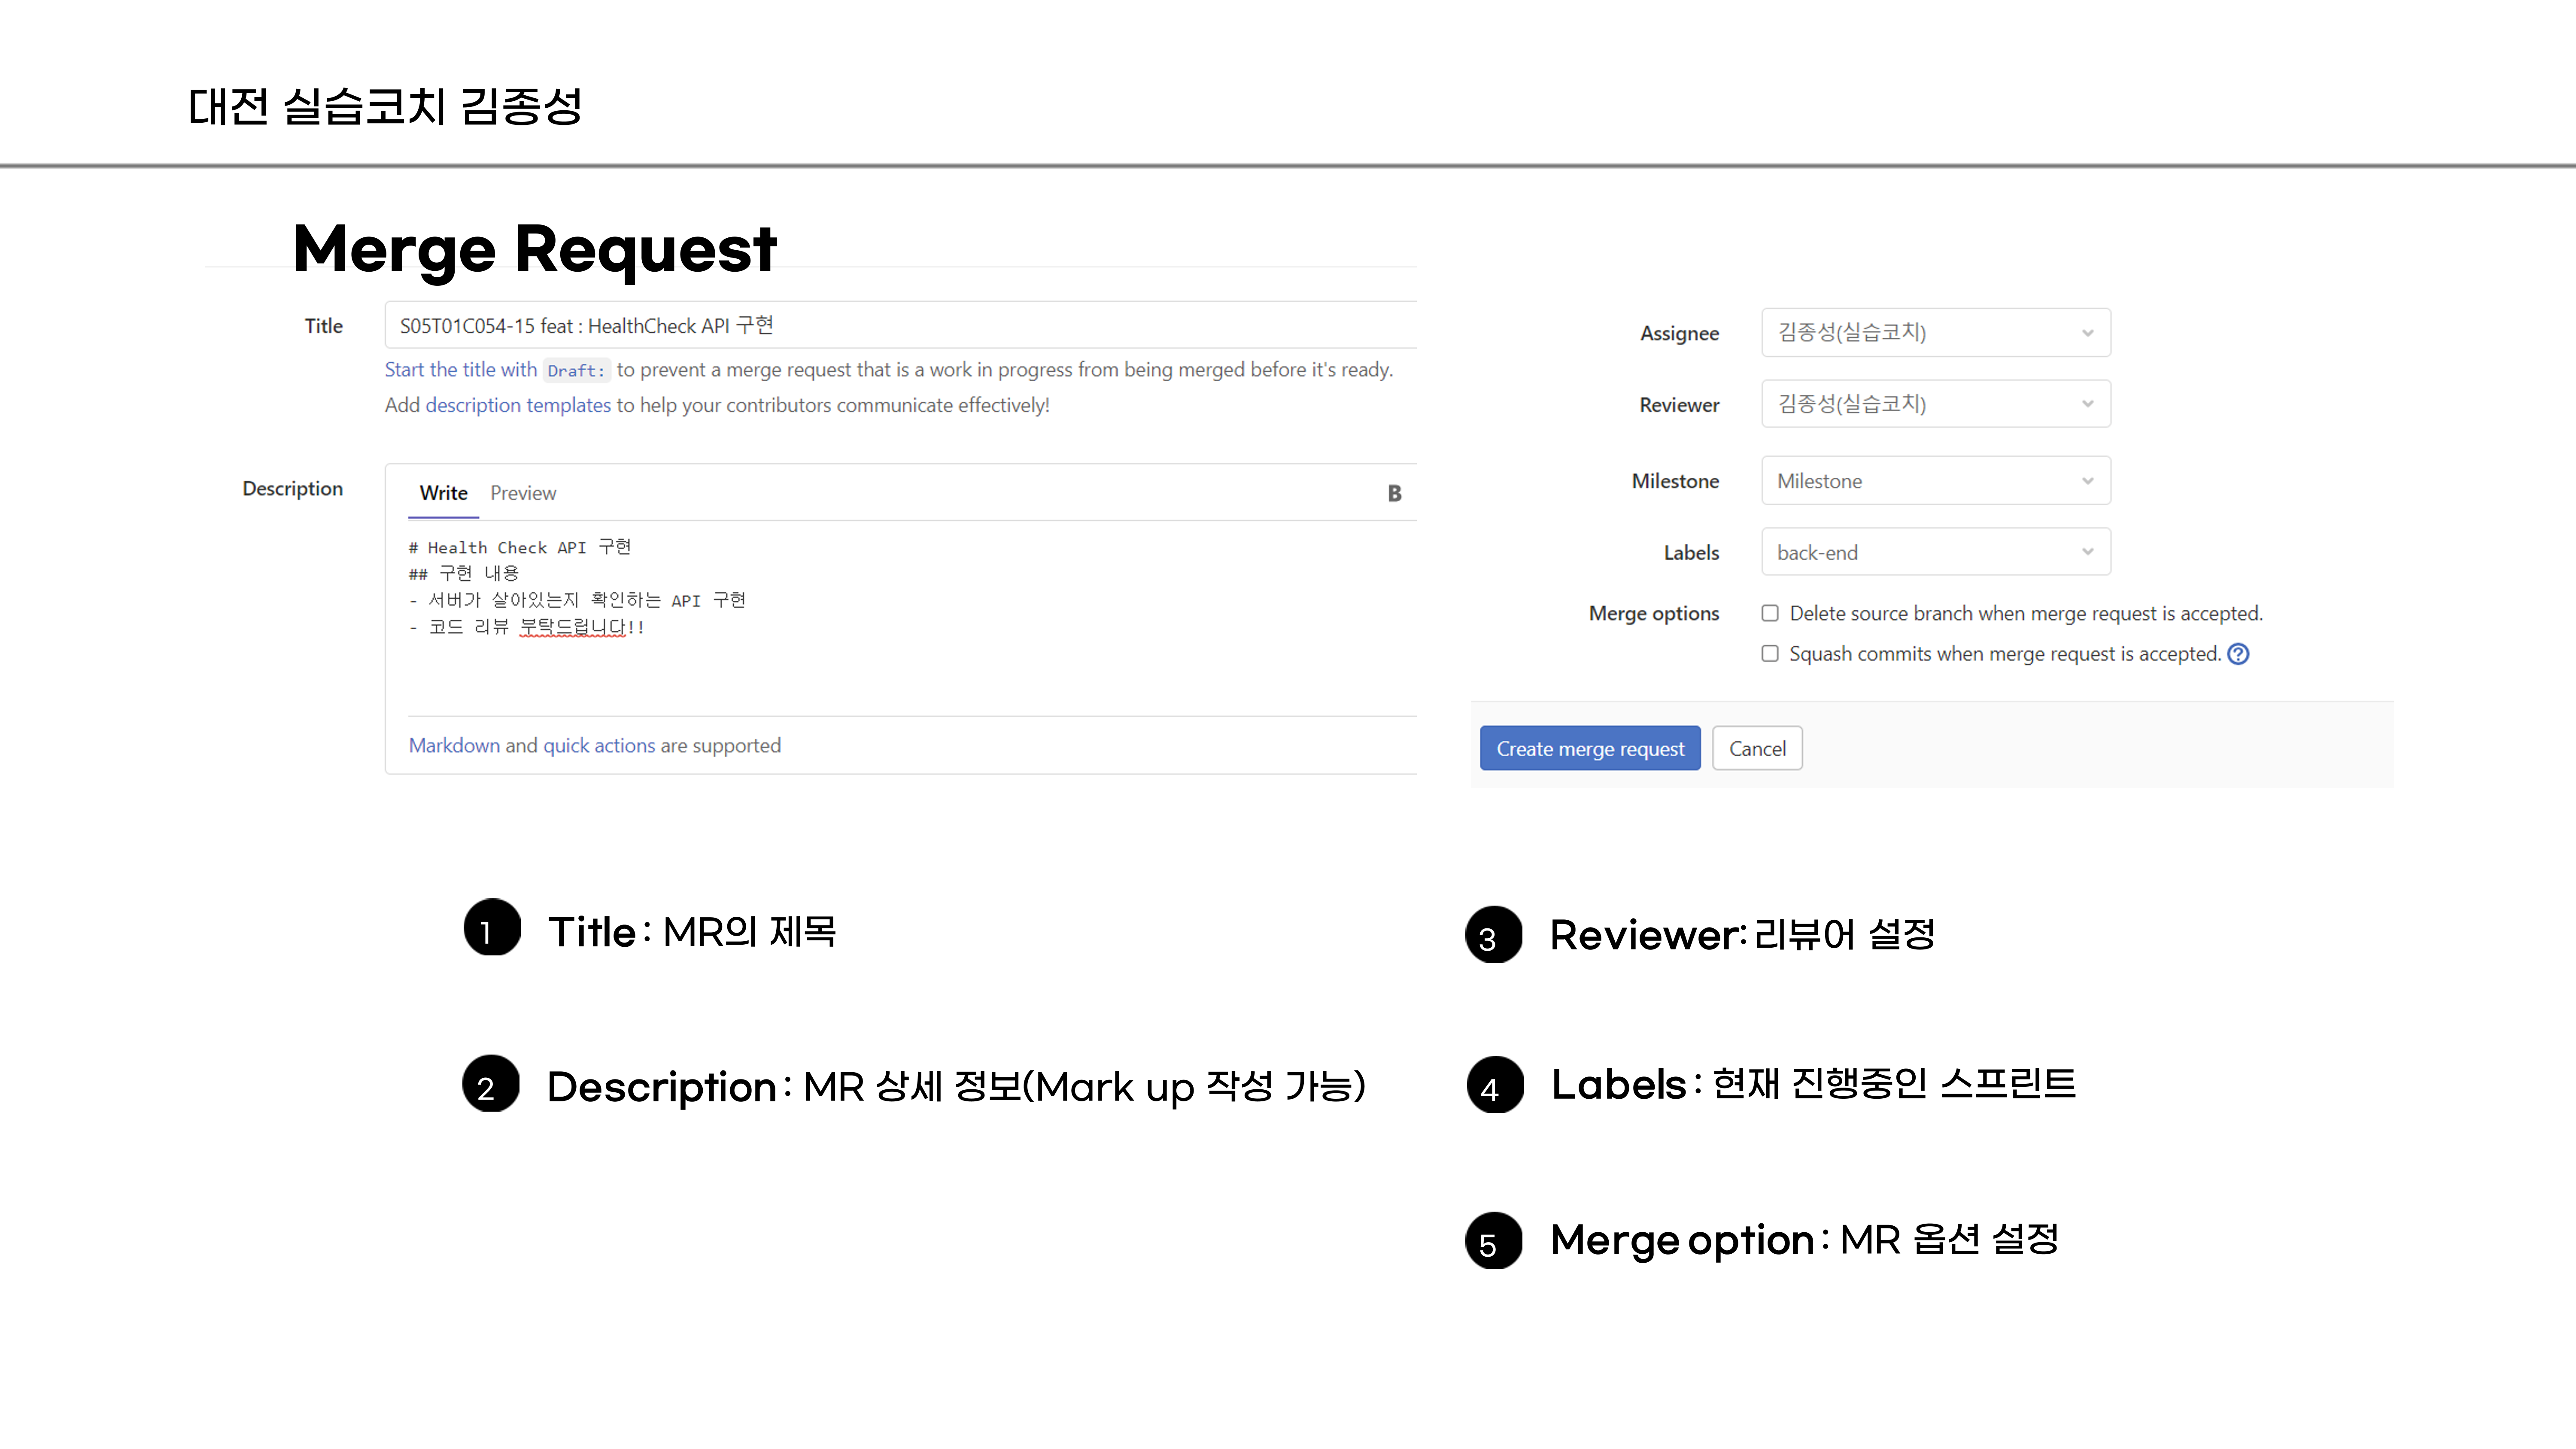 대전 실습코치 김종성
Merge Request
Title
S05T01C054-15 feat : HealthCheck API 구현
Start the title with Draft: to prevent a merge request that is a work in progress from being merged before it's ready.
Add description templates to help your contributors communicate effectively!
Description
Write Preview B
# Health Check API 구현
## 구현 내용
- 서버가 살아있는지 확인하는 API 구현
- 코드 리뷰 부탁드립니다!!
Markdown and quick actions are supported
Assignee 김종성(실습코치)
Reviewer 김종성(실습코치)
Milestone Milestone
Labels back-end
Merge options Delete source branch when merge request is accepted.
Squash commits when merge request is accepted. ?
Create merge request Cancel
1 Title : MR의 제목
2 Description : MR 상세 정보(Mark up 작성 가능)
3 Reviewer: 리뷰어 설정
4 Labels : 현재 진행중인 스프린트
5 Merge option : MR 옵션 설정